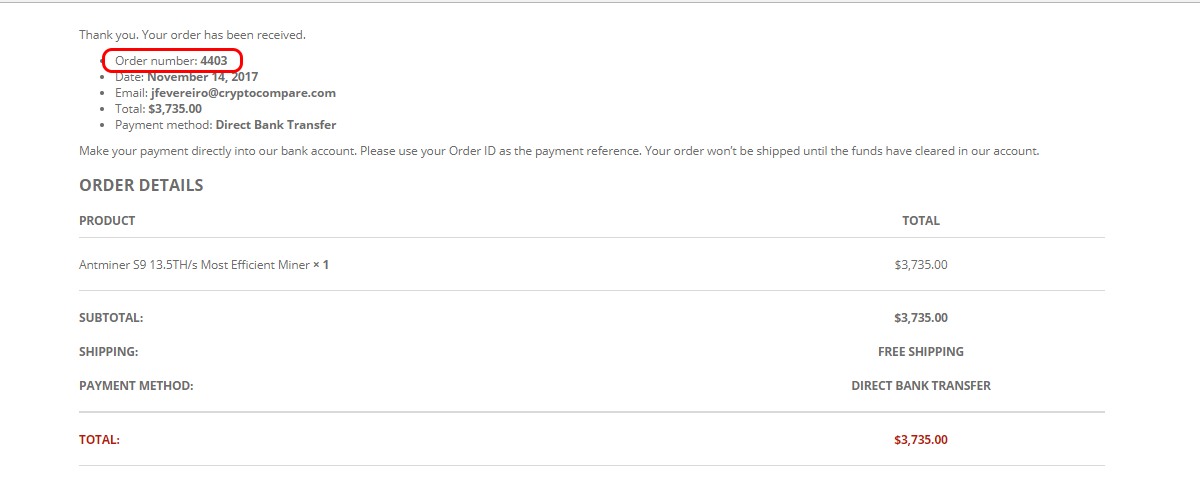 Thank you. Your order has been received.
• Order number: 4403
• Date: November 14, 2017
• Email: jfevereiro@cryptocompare.com
• Total: $3,735.00
• Payment method: Direct Bank Transfer
Make your payment directly into our bank account. Please use your Order ID as the payment reference. Your order won't be shipped until the funds have cleared in our account.
ORDER DETAILS
PRODUCT TOTAL
Antminer S9 13.5TH/s Most Efficient Miner × 1 $3,735.00
SUBTOTAL: $3,735.00
SHIPPING: FREE SHIPPING
PAYMENT METHOD: DIRECT BANK TRANSFER
TOTAL: $3,735.00